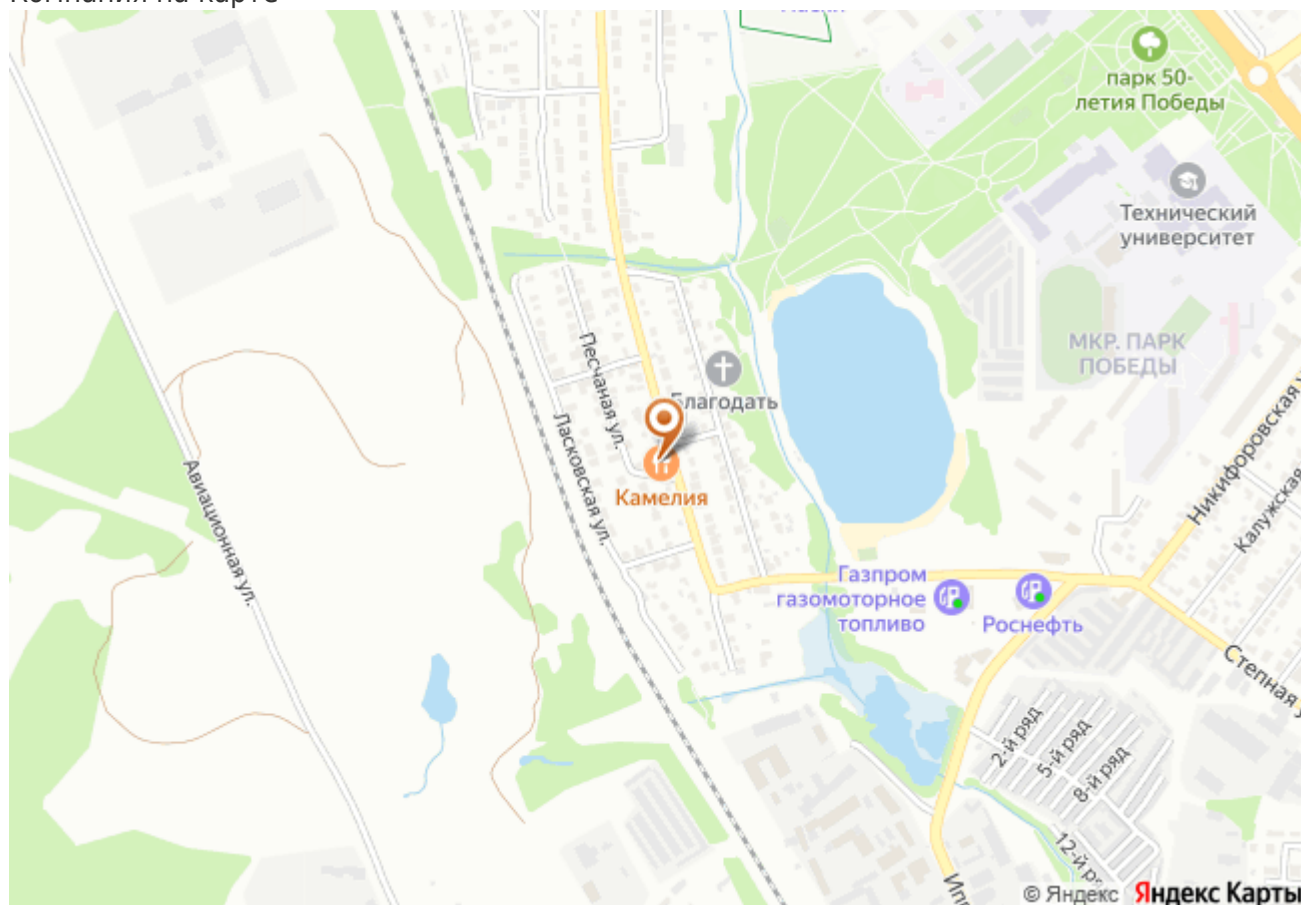 парк 50-
летия Победы
Технический
университет
МКР. ПАРК
ПОБЕДЫ
Песчаная ул.
Благодать
Ласковская ул.
Камелия
Авиационная ул.
Никифоровская
Калужская
Газпром
газомоторное
топливо
Роснефть
Степная
2-й ряд
5-й ряд
8-й ряд
12-й
© Яндекс Яндекс Карты